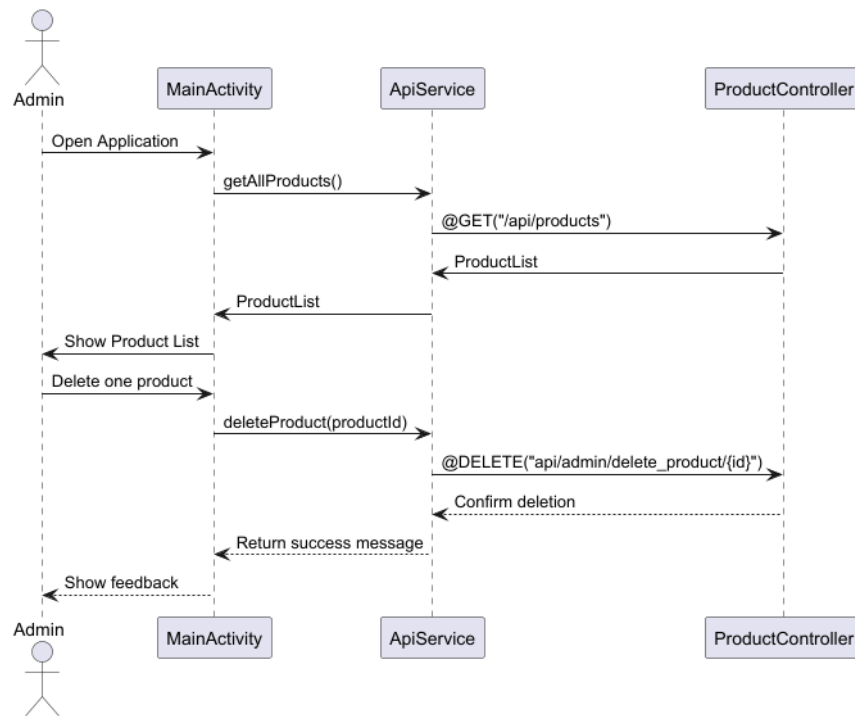 Admin
MainActivity
ApiService
ProductController
Open Application
getAllProducts()
@GET("/api/products")
ProductList
ProductList
Show Product List
Delete one product
deleteProduct(productId)
@DELETE("api/admin/delete_product/{id}")
Confirm deletion
Return success message
Show feedback
Admin
MainActivity
ApiService
ProductController